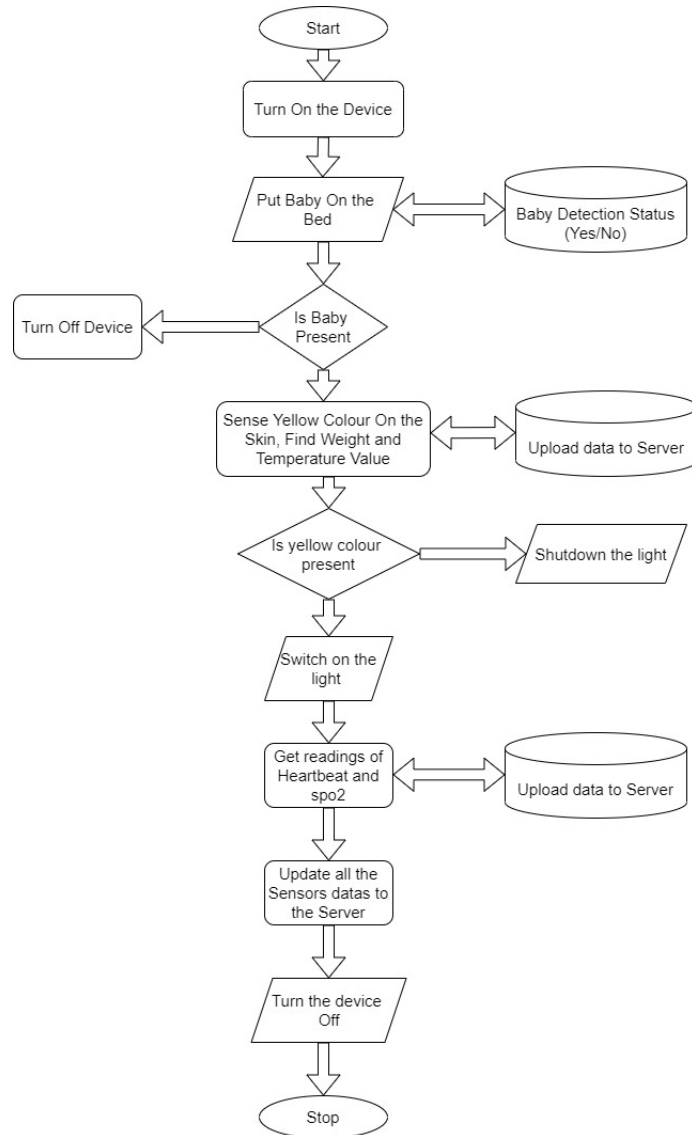 Start
Turn On the Device
Put Baby On the
Bed
Baby Detection Status
(Yes/No)
Is Baby
Present
Turn Off Device
Sense Yellow Colour On the
Skin, Find Weight and
Temperature Value
Upload data to Server
Is yellow colour
present
Shutdown the light
Switch on the
light
Get readings of
Heartbeat and
spo2
Upload data to Server
Update all the
Sensors datas to
the Server
Turn the device
Off
Stop